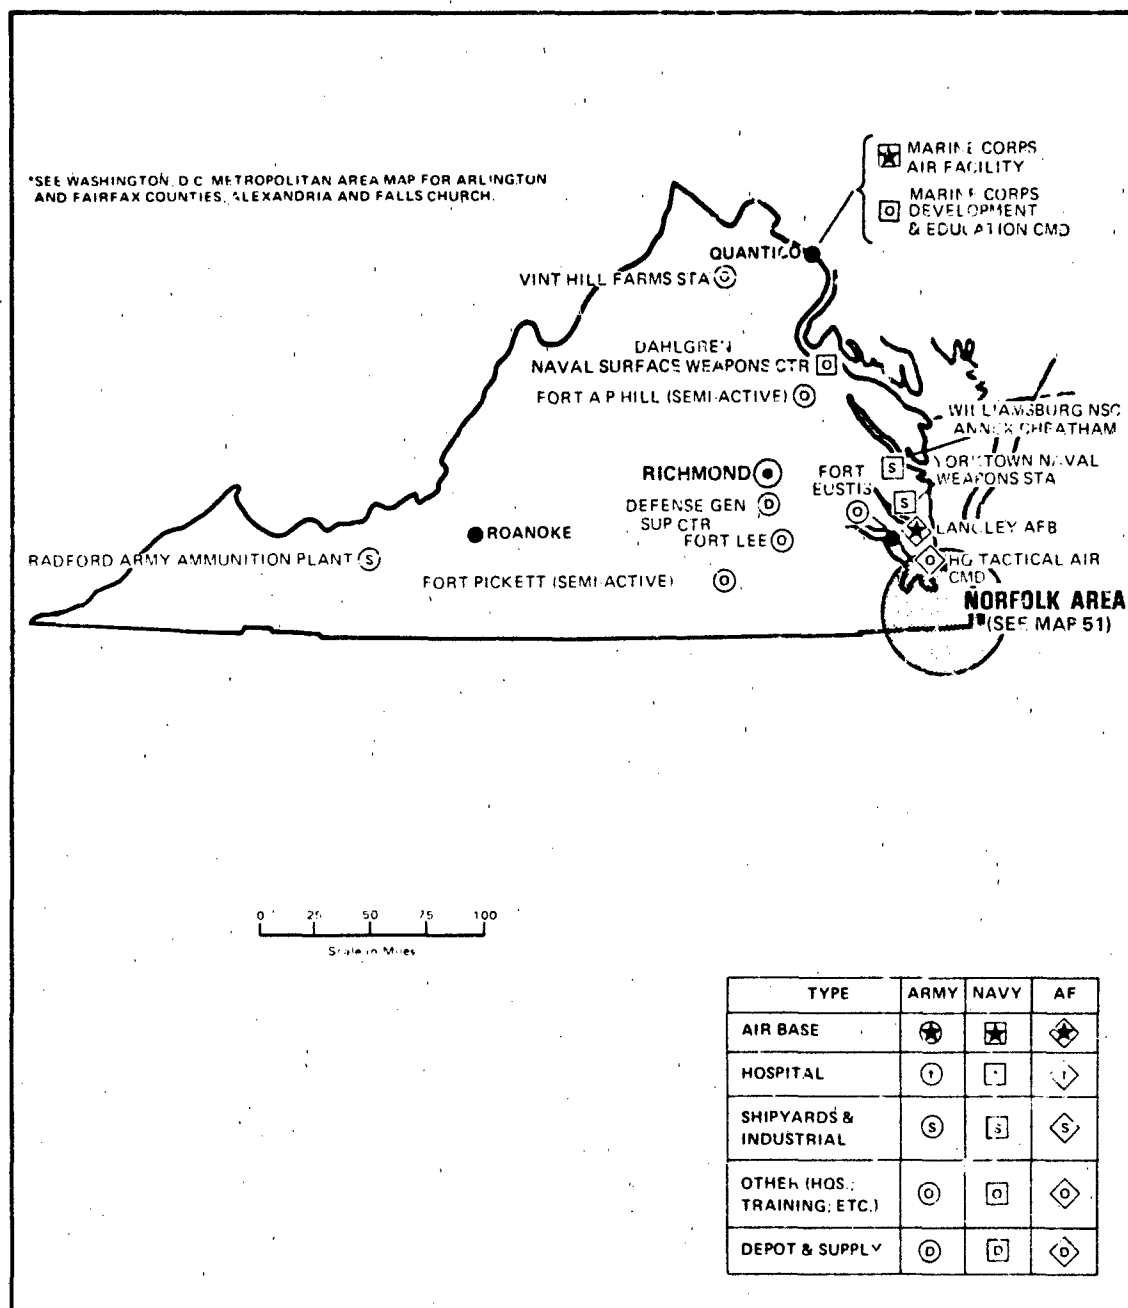 *SEE WASHINGTON, D.C. METROPOLITAN AREA MAP FOR ARLINGTON
AND FAIRFAX COUNTIES, ALEXANDRIA AND FALLS CHURCH.
MARINE CORPS
AIR FACILITY
O MARINE CORPS
DEVELOPMENT
& EDUCATION CMD
QUANTICO
VINT HILL FARMS STA O
DAHLGREN
NAVAL SURFACE WEAPONS CTR O
FORT A P HILL (SEMI-ACTIVE) O
WILLIAMSBURG NSC
ANNEX CHEATHAM
S
YORKTOWN NAVAL
WEAPONS STA
S
RICHMOND
FORT
EUSTIS
O
DEFENSE GEN
SUP CTR
D
LANGLEY AFB
ROANOKE
FORT LEE O
RADFORD ARMY AMMUNITION PLANT S
O HQ TACTICAL AIR
CMD
FORT PICKETT (SEMI-ACTIVE) O
NORFOLK AREA
(SEE MAP 51)
0 25 50 75 100
Scale in Miles
TYPE ARMY NAVY AF
AIR BASE
HOSPITAL
SHIPYARDS &
INDUSTRIAL S S S
OTHER (HQS.;
TRAINING; ETC.) O O O
DEPOT & SUPPLY D D D